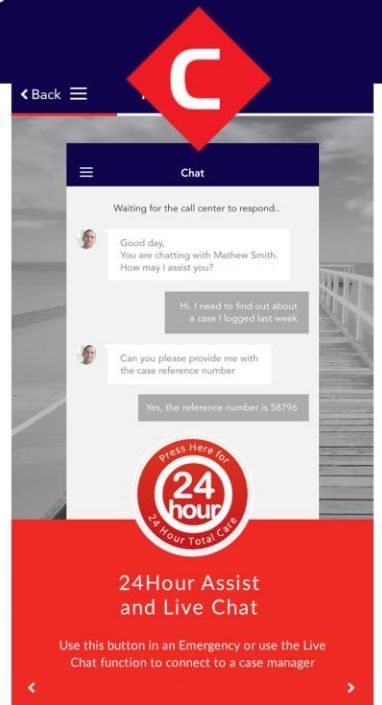 C
Back
Chat
Waiting for the call center to respond..
Good day,
You are chatting with Mathew Smith.
How may I assist you?
Hi. I need to find out about
a case I logged last week
Can you please provide me with
the case reference number
Yes, the reference number is 58796
Press Here for
24
hour
24 Hour Total Care
24Hour Assist
and Live Chat
Use this button in an Emergency or use the Live
Chat function to connect to a case manager